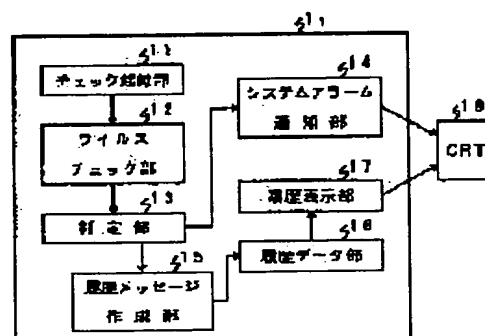 11
チェック起動部
12
ウイルス
チェック部
13
判定部
14
システムアラーム
通知部
15
履歴メッセージ
作成部
16
履歴データ部
17
履歴表示部
18
CRT